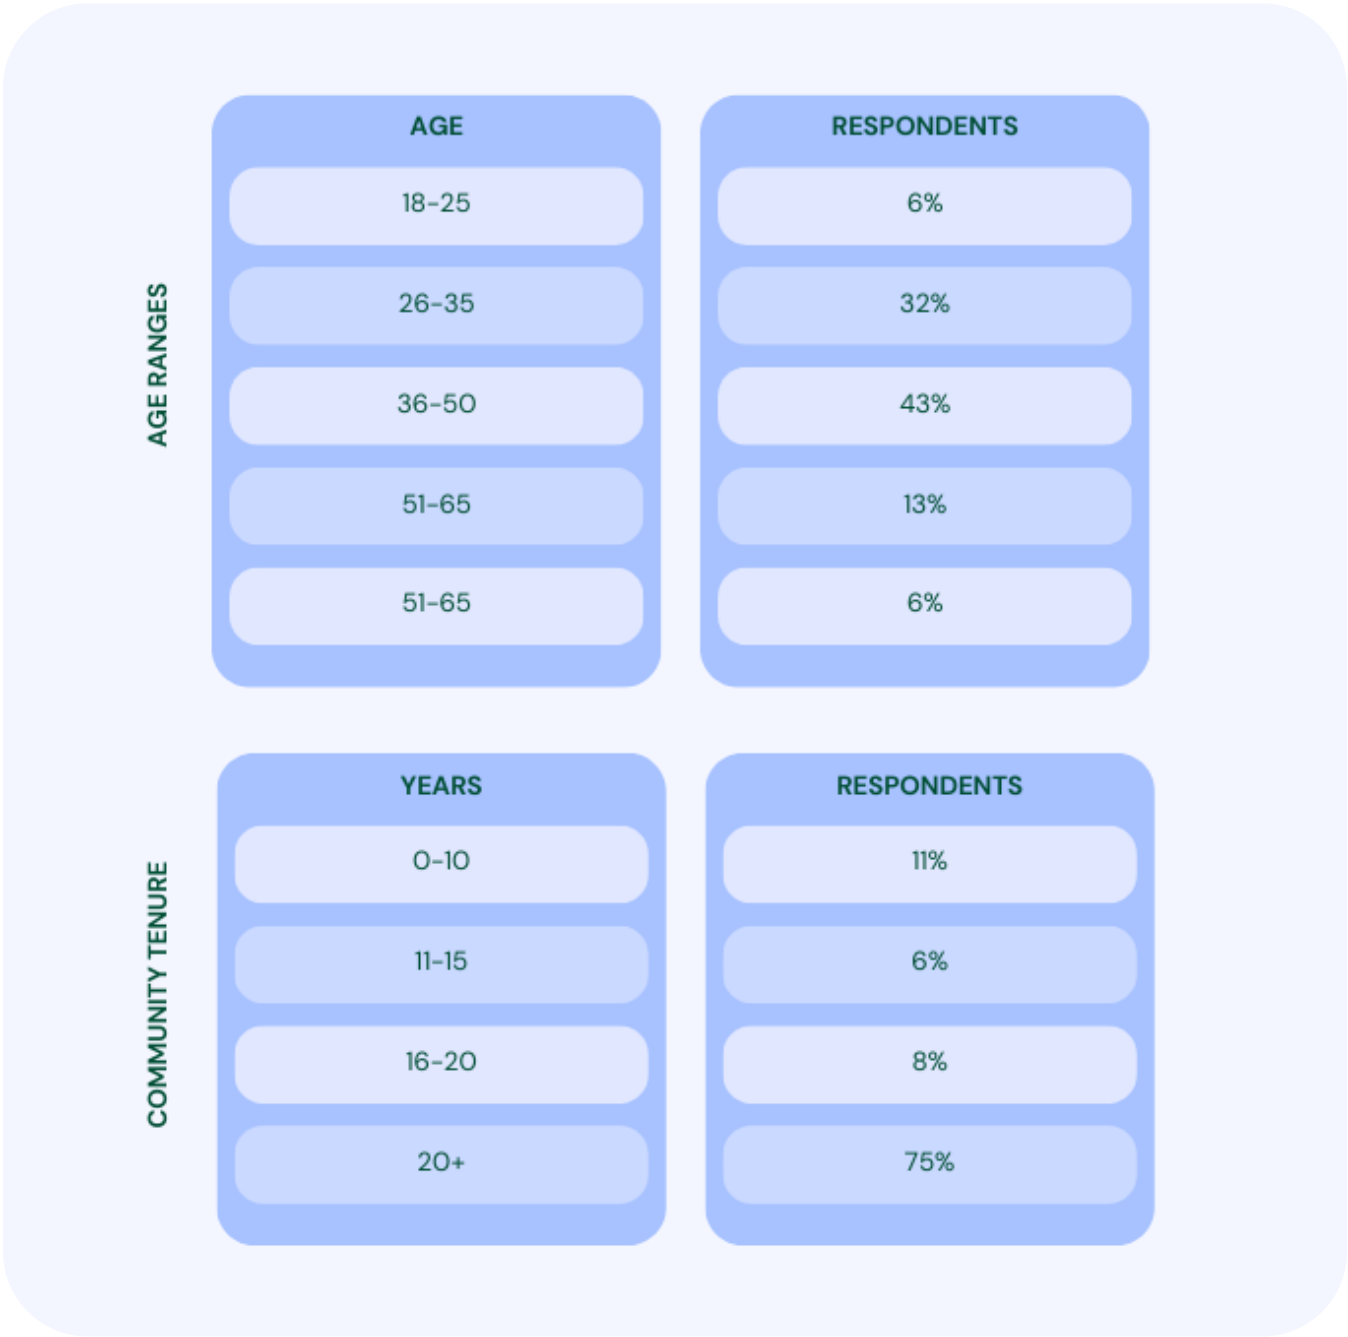 AGE RANGES
AGE RESPONDENTS
18-25 6%
26-35 32%
36-50 43%
51-65 13%
51-65 6%
COMMUNITY TENURE
YEARS RESPONDENTS
0-10 11%
11-15 6%
16-20 8%
20+ 75%